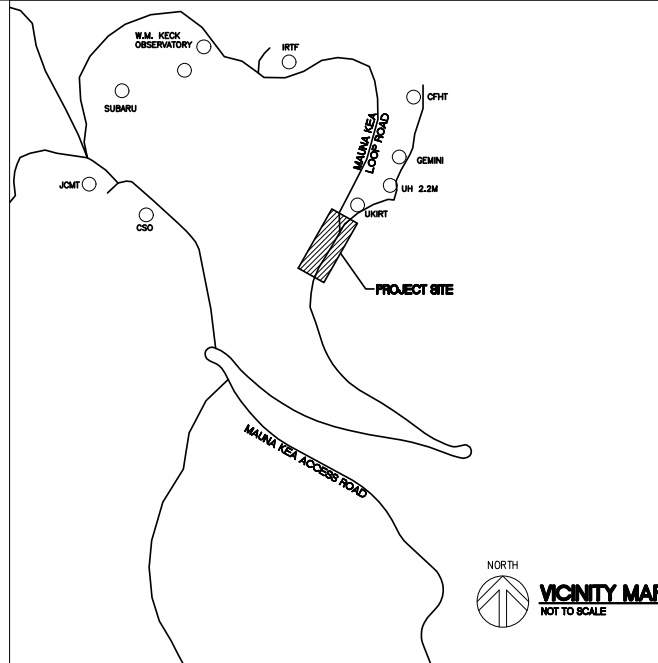 W.M. KECK
OBSERVATORY
IRTF
SUBARU
CFHT
MAUNA KEA
LOOP ROAD
GEMINI
JCMT
UH 2.2M
UKIRT
CSO
PROJECT SITE
MAUNA KEA ACCESS ROAD
NORTH
VICINITY MAP
NOT TO SCALE